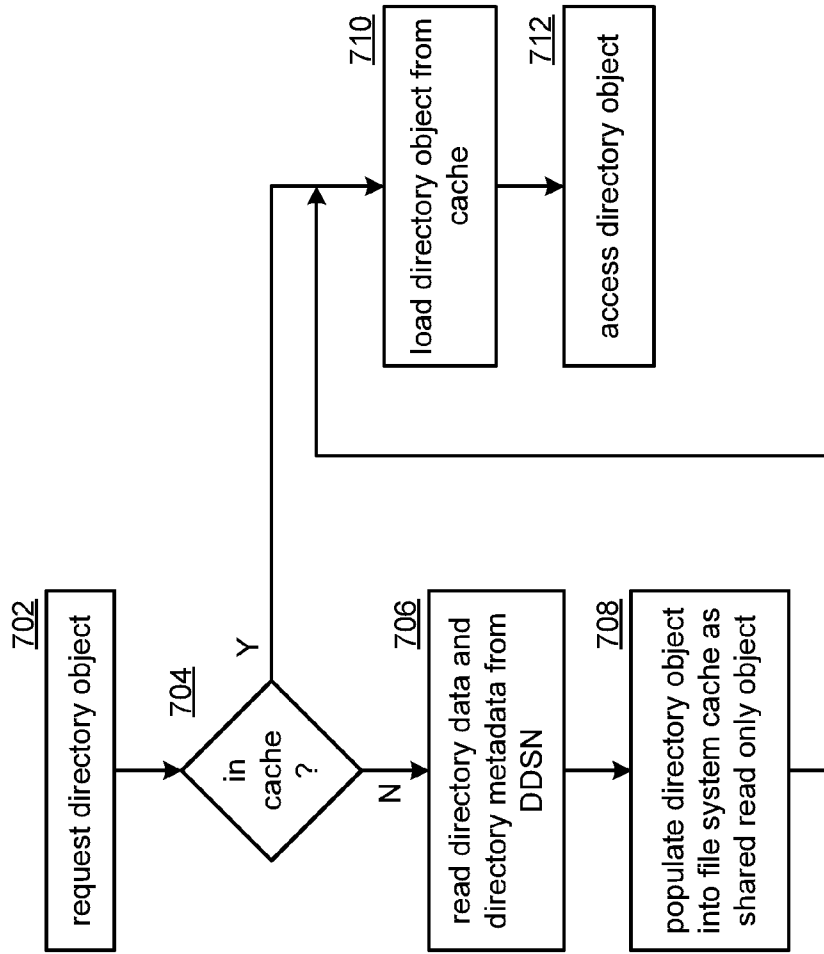 702
request directory object
704
in
cache
?
Y
N
706
read directory data and
directory metadata from
DDSN
708
populate directory object
into file system cache as
shared read only object
710
load directory object from
cache
712
access directory object